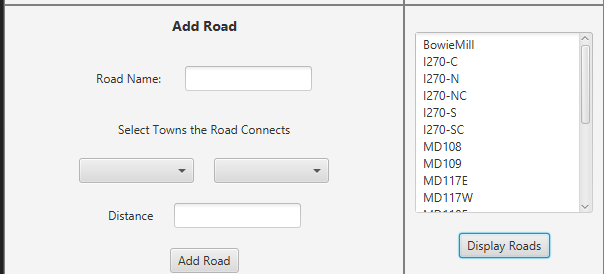 Add Road
Road Name:
Select Towns the Road Connects
Distance
Add Road
BowieMill
I270-C
I270-N
I270-NC
I270-S
I270-SC
MD108
MD109
MD117E
MD117W
Display Roads